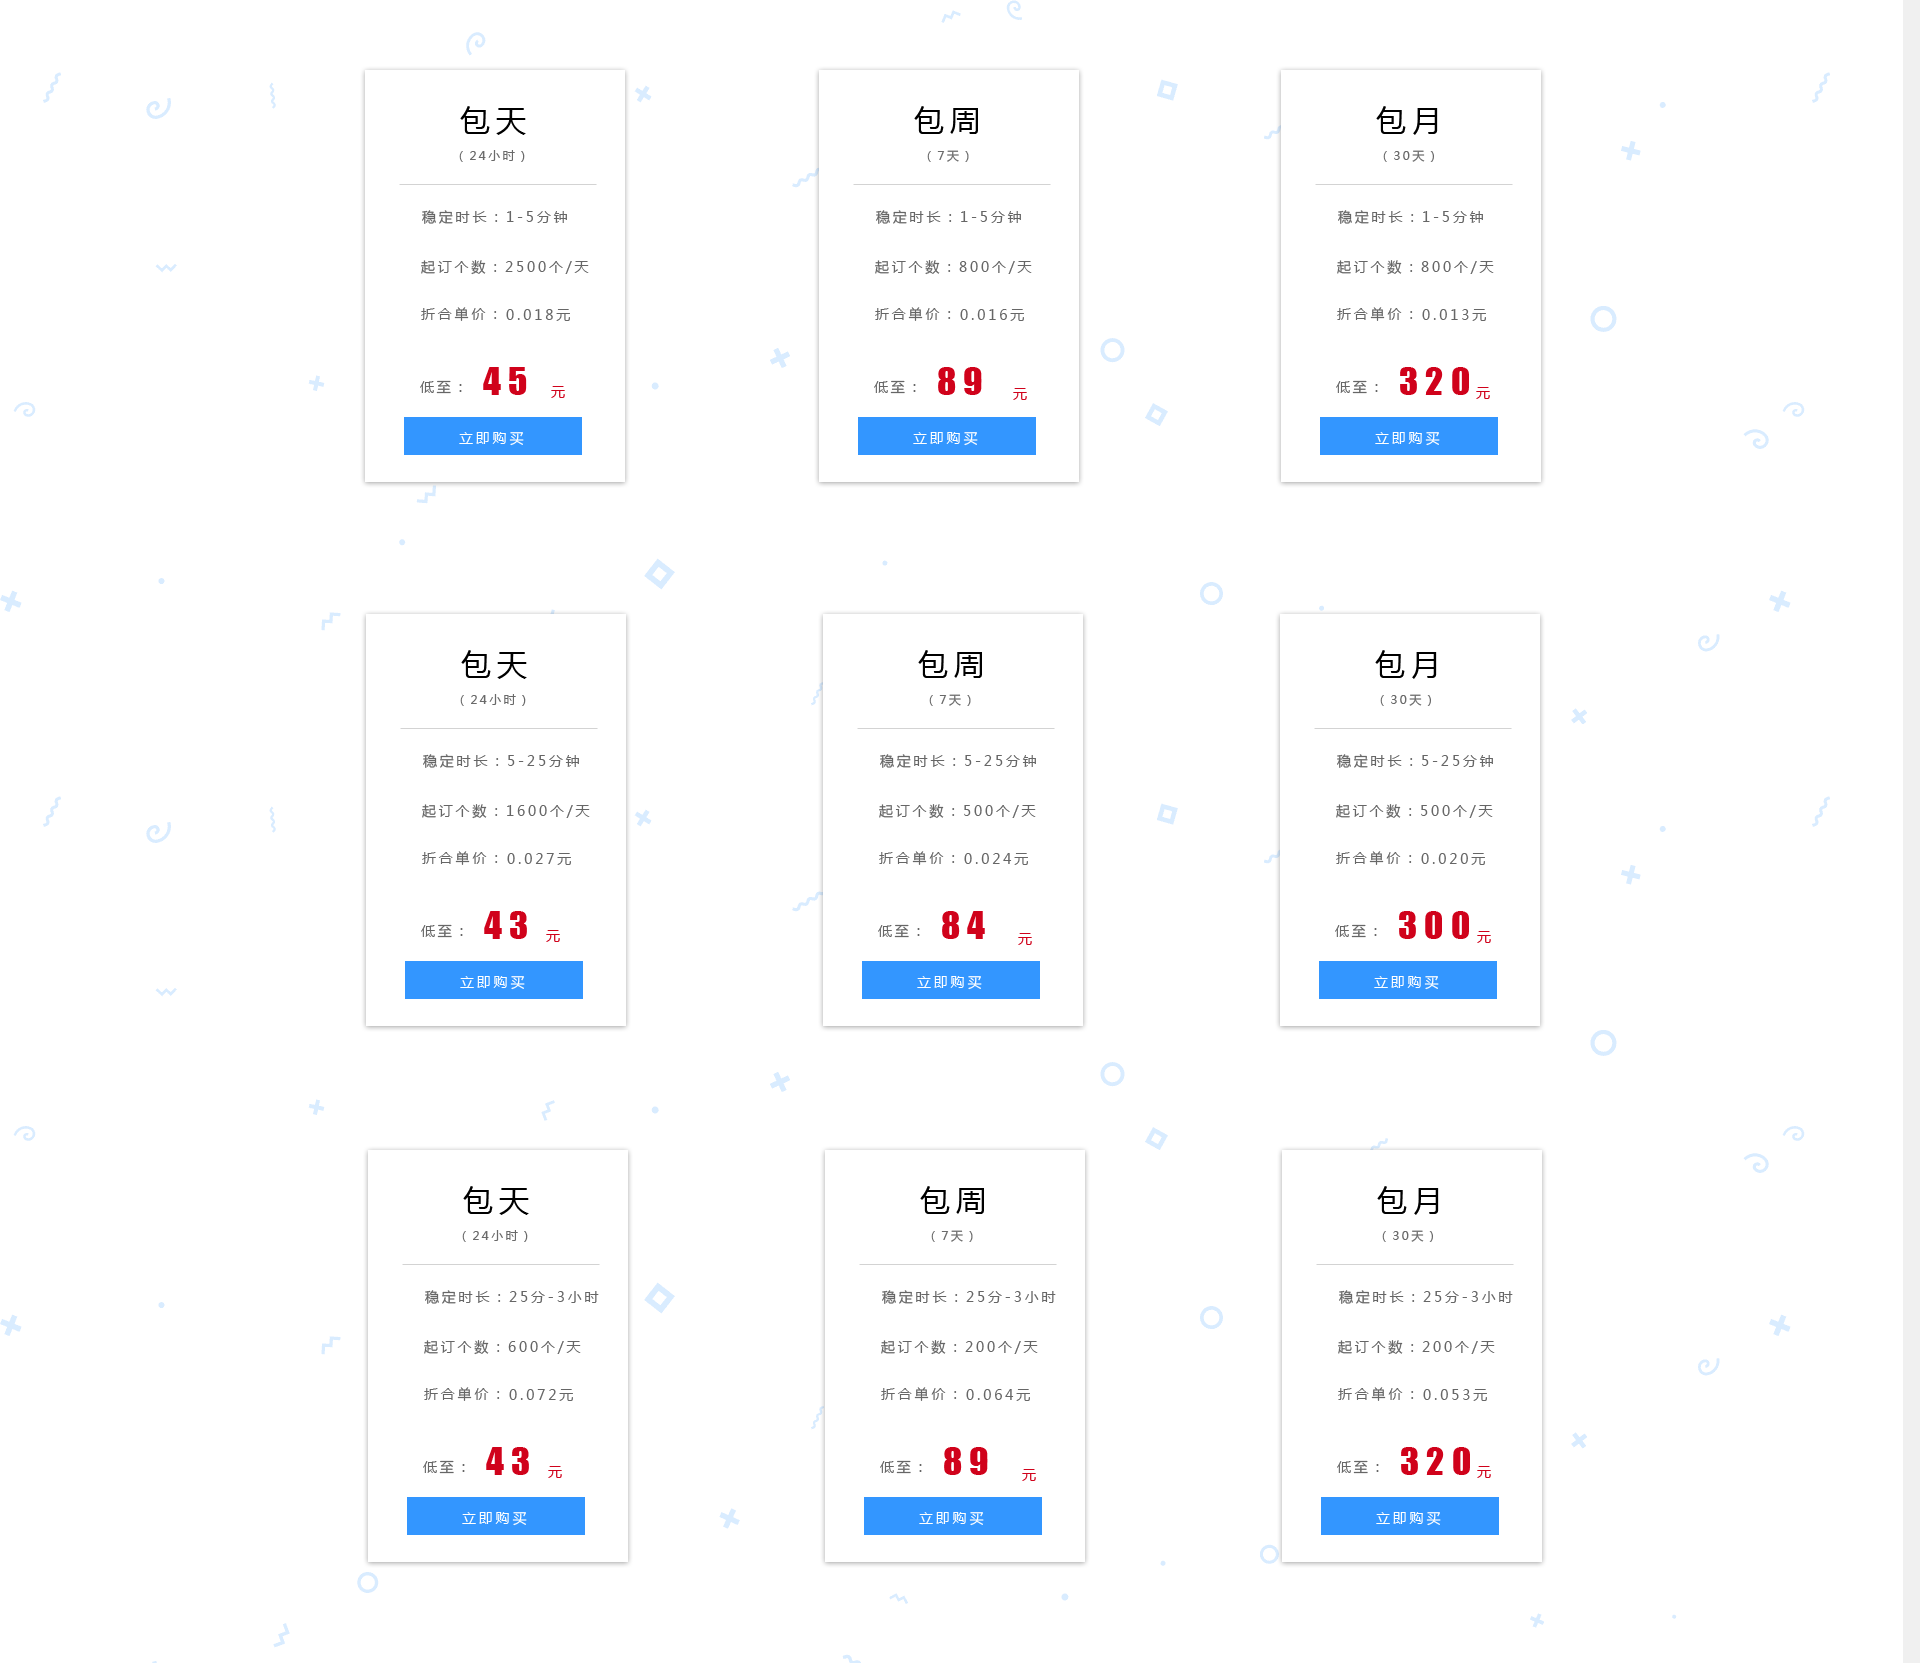 包天
（24小时）
稳定时长：1-5分钟
起订个数：2500个/天
折合单价：0.018元
低至： 45 元
立即购买
包周
（7天）
稳定时长：1-5分钟
起订个数：800个/天
折合单价：0.016元
低至： 89 元
立即购买
包月
（30天）
稳定时长：1-5分钟
起订个数：800个/天
折合单价：0.013元
低至： 320元
立即购买
包天
（24小时）
稳定时长：5-25分钟
起订个数：1600个/天
折合单价：0.027元
低至： 43 元
立即购买
包周
（7天）
稳定时长：5-25分钟
起订个数：500个/天
折合单价：0.024元
低至： 84 元
立即购买
包月
（30天）
稳定时长：5-25分钟
起订个数：500个/天
折合单价：0.020元
低至： 300元
立即购买
包天
（24小时）
稳定时长：25分-3小时
起订个数：600个/天
折合单价：0.072元
低至： 43 元
立即购买
包周
（7天）
稳定时长：25分-3小时
起订个数：200个/天
折合单价：0.064元
低至： 89 元
立即购买
包月
（30天）
稳定时长：25分-3小时
起订个数：200个/天
折合单价：0.053元
低至： 320元
立即购买